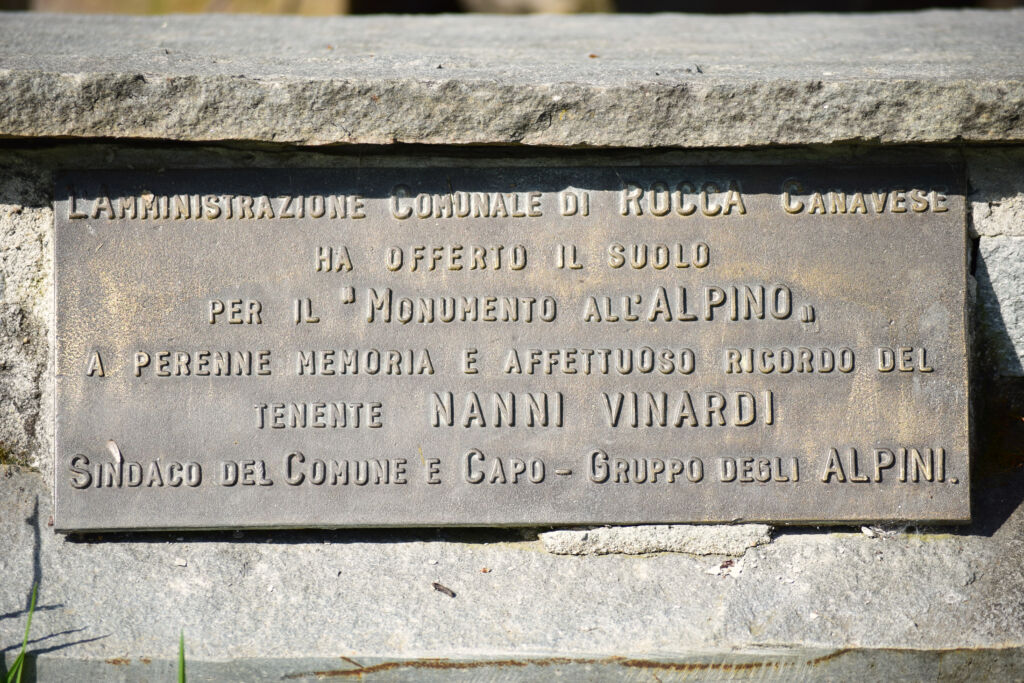 L'AMMINISTRAZIONE COMUNALE DI ROCCA CANAVESE
HA OFFERTO IL SUOLO
PER IL "MONUMENTO ALL'ALPINO„
A PERENNE MEMORIA E AFFETTUOSO RICORDO DEL
TENENTE NANNI VINARDI
SINDACO DEL COMUNE E CAPO - GRUPPO DEGLI ALPINI.